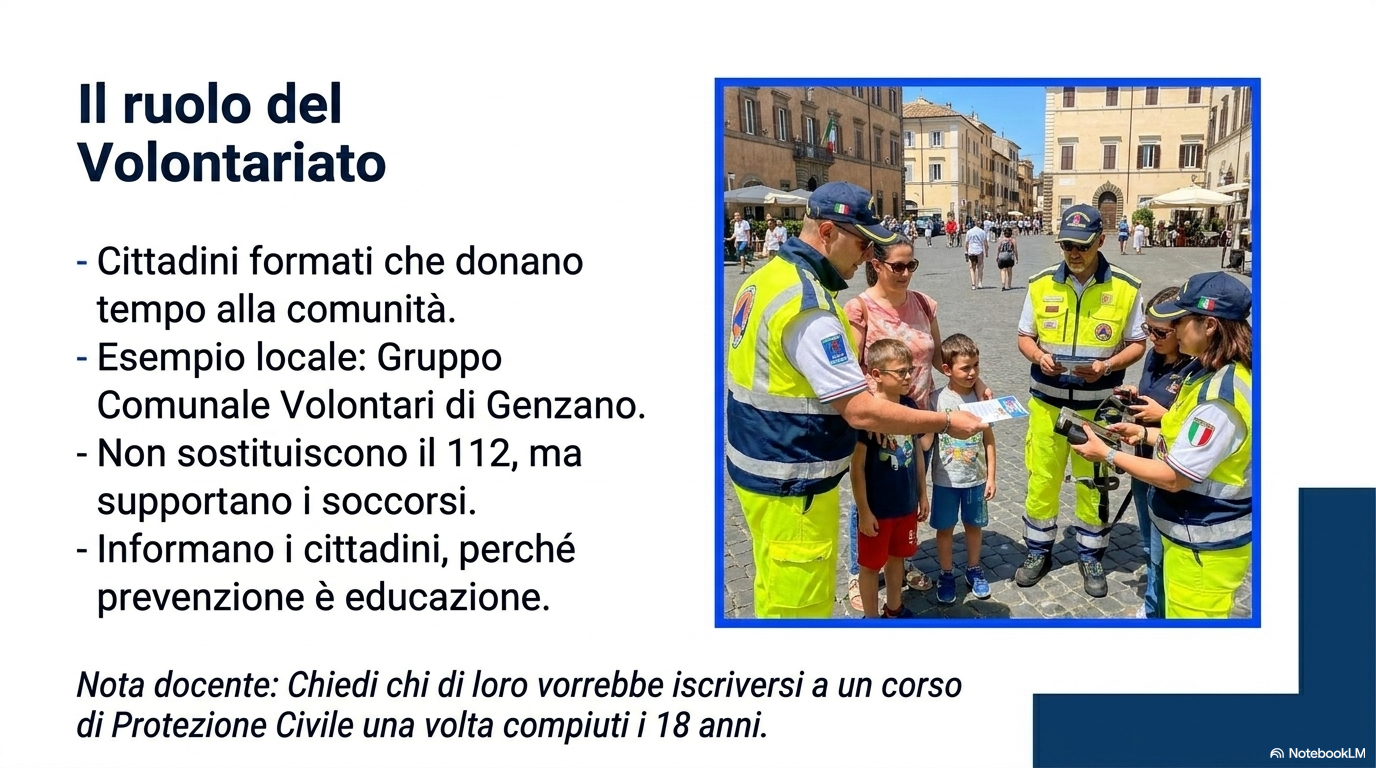 Il ruolo del
Volontariato
- Cittadini formati che donano
tempo alla comunità.
- Esempio locale: Gruppo
Comunale Volontari di Genzano.
- Non sostituiscono il 112, ma
supportano i soccorsi.
- Informano i cittadini, perché
prevenzione è educazione.
Nota docente: Chiedi chi di loro vorrebbe iscriversi a un corso
di Protezione Civile una volta compiuti i 18 anni.
NotebookLM